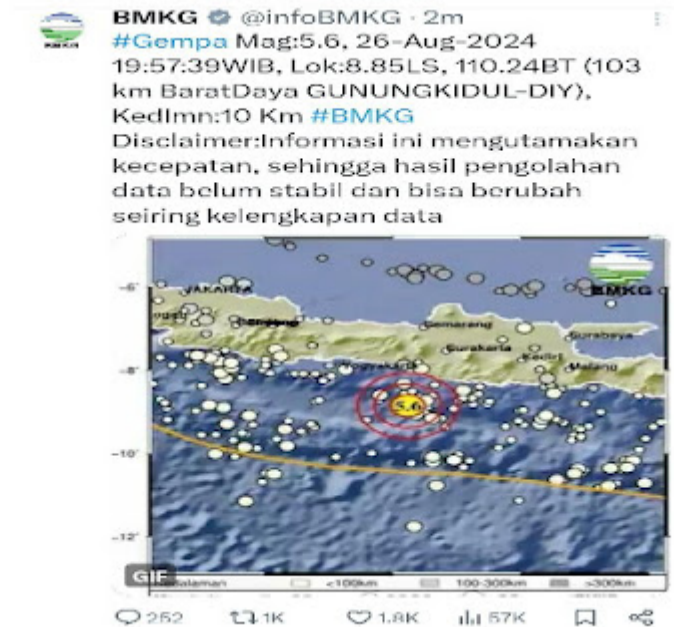 BMKG @infoBMKG · 2m
#Gempa Mag:5.6, 26-Aug-2024
19:57:39WIB, Lok:8.85LS, 110.24BT (103
km BaratDaya GUNUNGKIDUL-DIY),
Kedlmn:10 Km #BMKG
Disclaimer:Informasi ini mengutamakan
kecepatan, sehingga hasil pengolahan
data belum stabil dan bisa berubah
seiring kelengkapan data
BMKG
-6°
JAKARTA
Bandung
Semarang
Surabaya
Surakarta
Kediri
-8°
Yogyakarta
Malang
5.6
-10°
-12°
GIF
Kedalaman
<100km
100-300km
>300km
252
1K
1.8K
57K